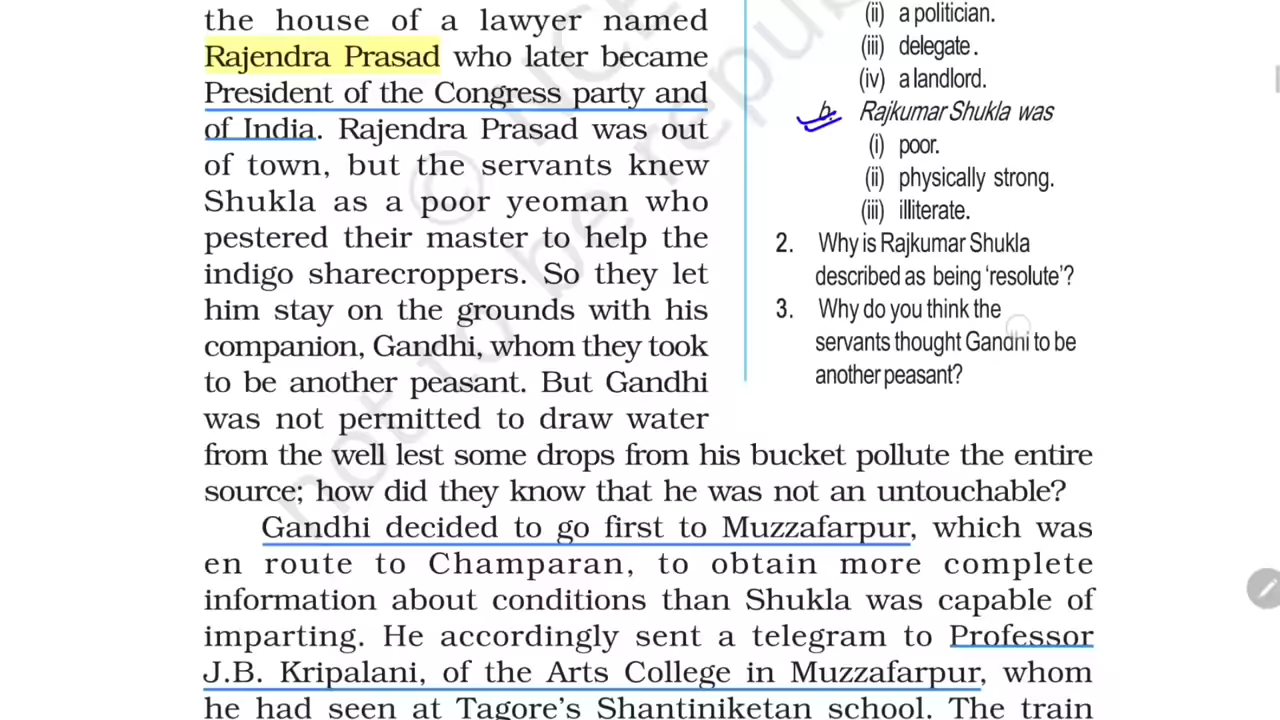 the house of a lawyer named
Rajendra Prasad who later became
President of the Congress party and
of India. Rajendra Prasad was out
of town, but the servants knew
Shukla as a poor yeoman who
pestered their master to help the
indigo sharecroppers. So they let
him stay on the grounds with his
companion, Gandhi, whom they took
to be another peasant. But Gandhi
was not permitted to draw water
from the well lest some drops from his bucket pollute the entire
source; how did they know that he was not an untouchable?
Gandhi decided to go first to Muzzafarpur, which was
en route to Champaran, to obtain more complete
information about conditions than Shukla was capable of
imparting. He accordingly sent a telegram to Professor
J.B. Kripalani, of the Arts College in Muzzafarpur, whom
he had seen at Tagore's Shantiniketan school. The train
(ii) a politician.
(iii) delegate.
(iv) a landlord.
b. Rajkumar Shukla was
(i) poor.
(ii) physically strong.
(iii) illiterate.
2. Why is Rajkumar Shukla
described as being ‘resolute’?
3. Why do you think the
servants thought Gandhi to be
another peasant?
not to be republ